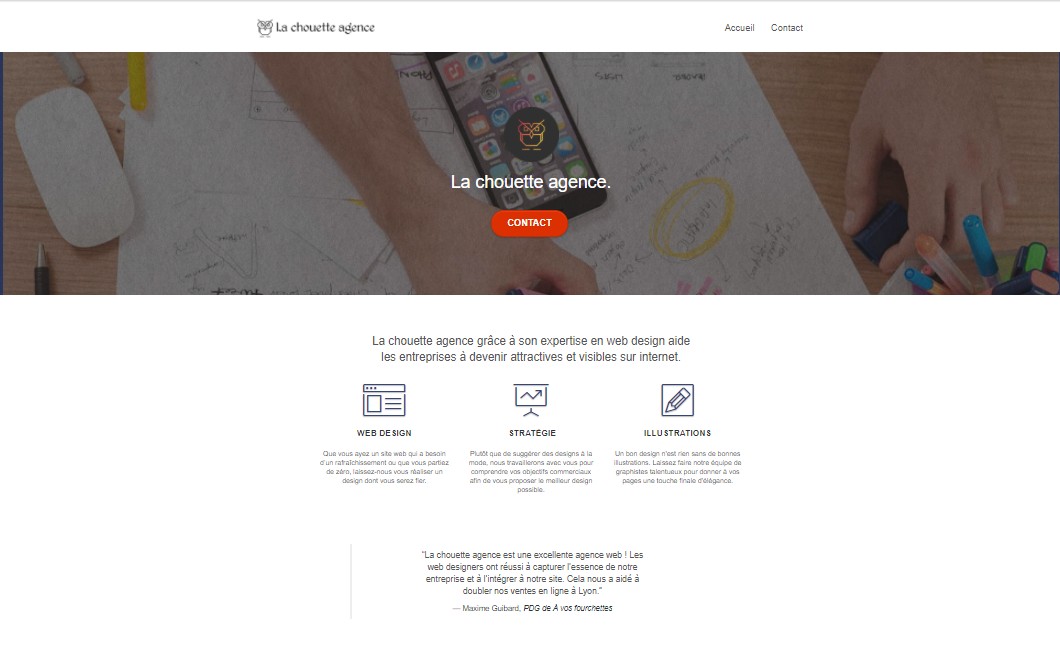 La chouette agence
Accueil Contact
La chouette agence.
CONTACT
La chouette agence grâce à son expertise en web design aide
les entreprises à devenir attractives et visibles sur internet.
WEB DESIGN
Que vous ayez un site web qui a besoin
d'un rafraîchissement ou que vous partiez
de zéro, laissez-nous vous réaliser un
design dont vous serez fier.
STRATÉGIE
Plutôt que de suggérer des designs à la
mode, nous travaillerons avec vous pour
comprendre vos objectifs commerciaux
afin de vous proposer le meilleur design
possible.
ILLUSTRATIONS
Un bon design n'est rien sans de bonnes
illustrations. Laissez faire notre équipe de
graphistes talentueux pour donner à vos
pages une touche finale d'élégance.
"La chouette agence est une excellente agence web ! Les
web designers ont réussi à capturer l'essence de notre
entreprise et à l'intégrer à notre site. Cela nous a aidé à
doubler nos ventes en ligne à Lyon."
— Maxime Guibard, PDG de À vos fourchettes